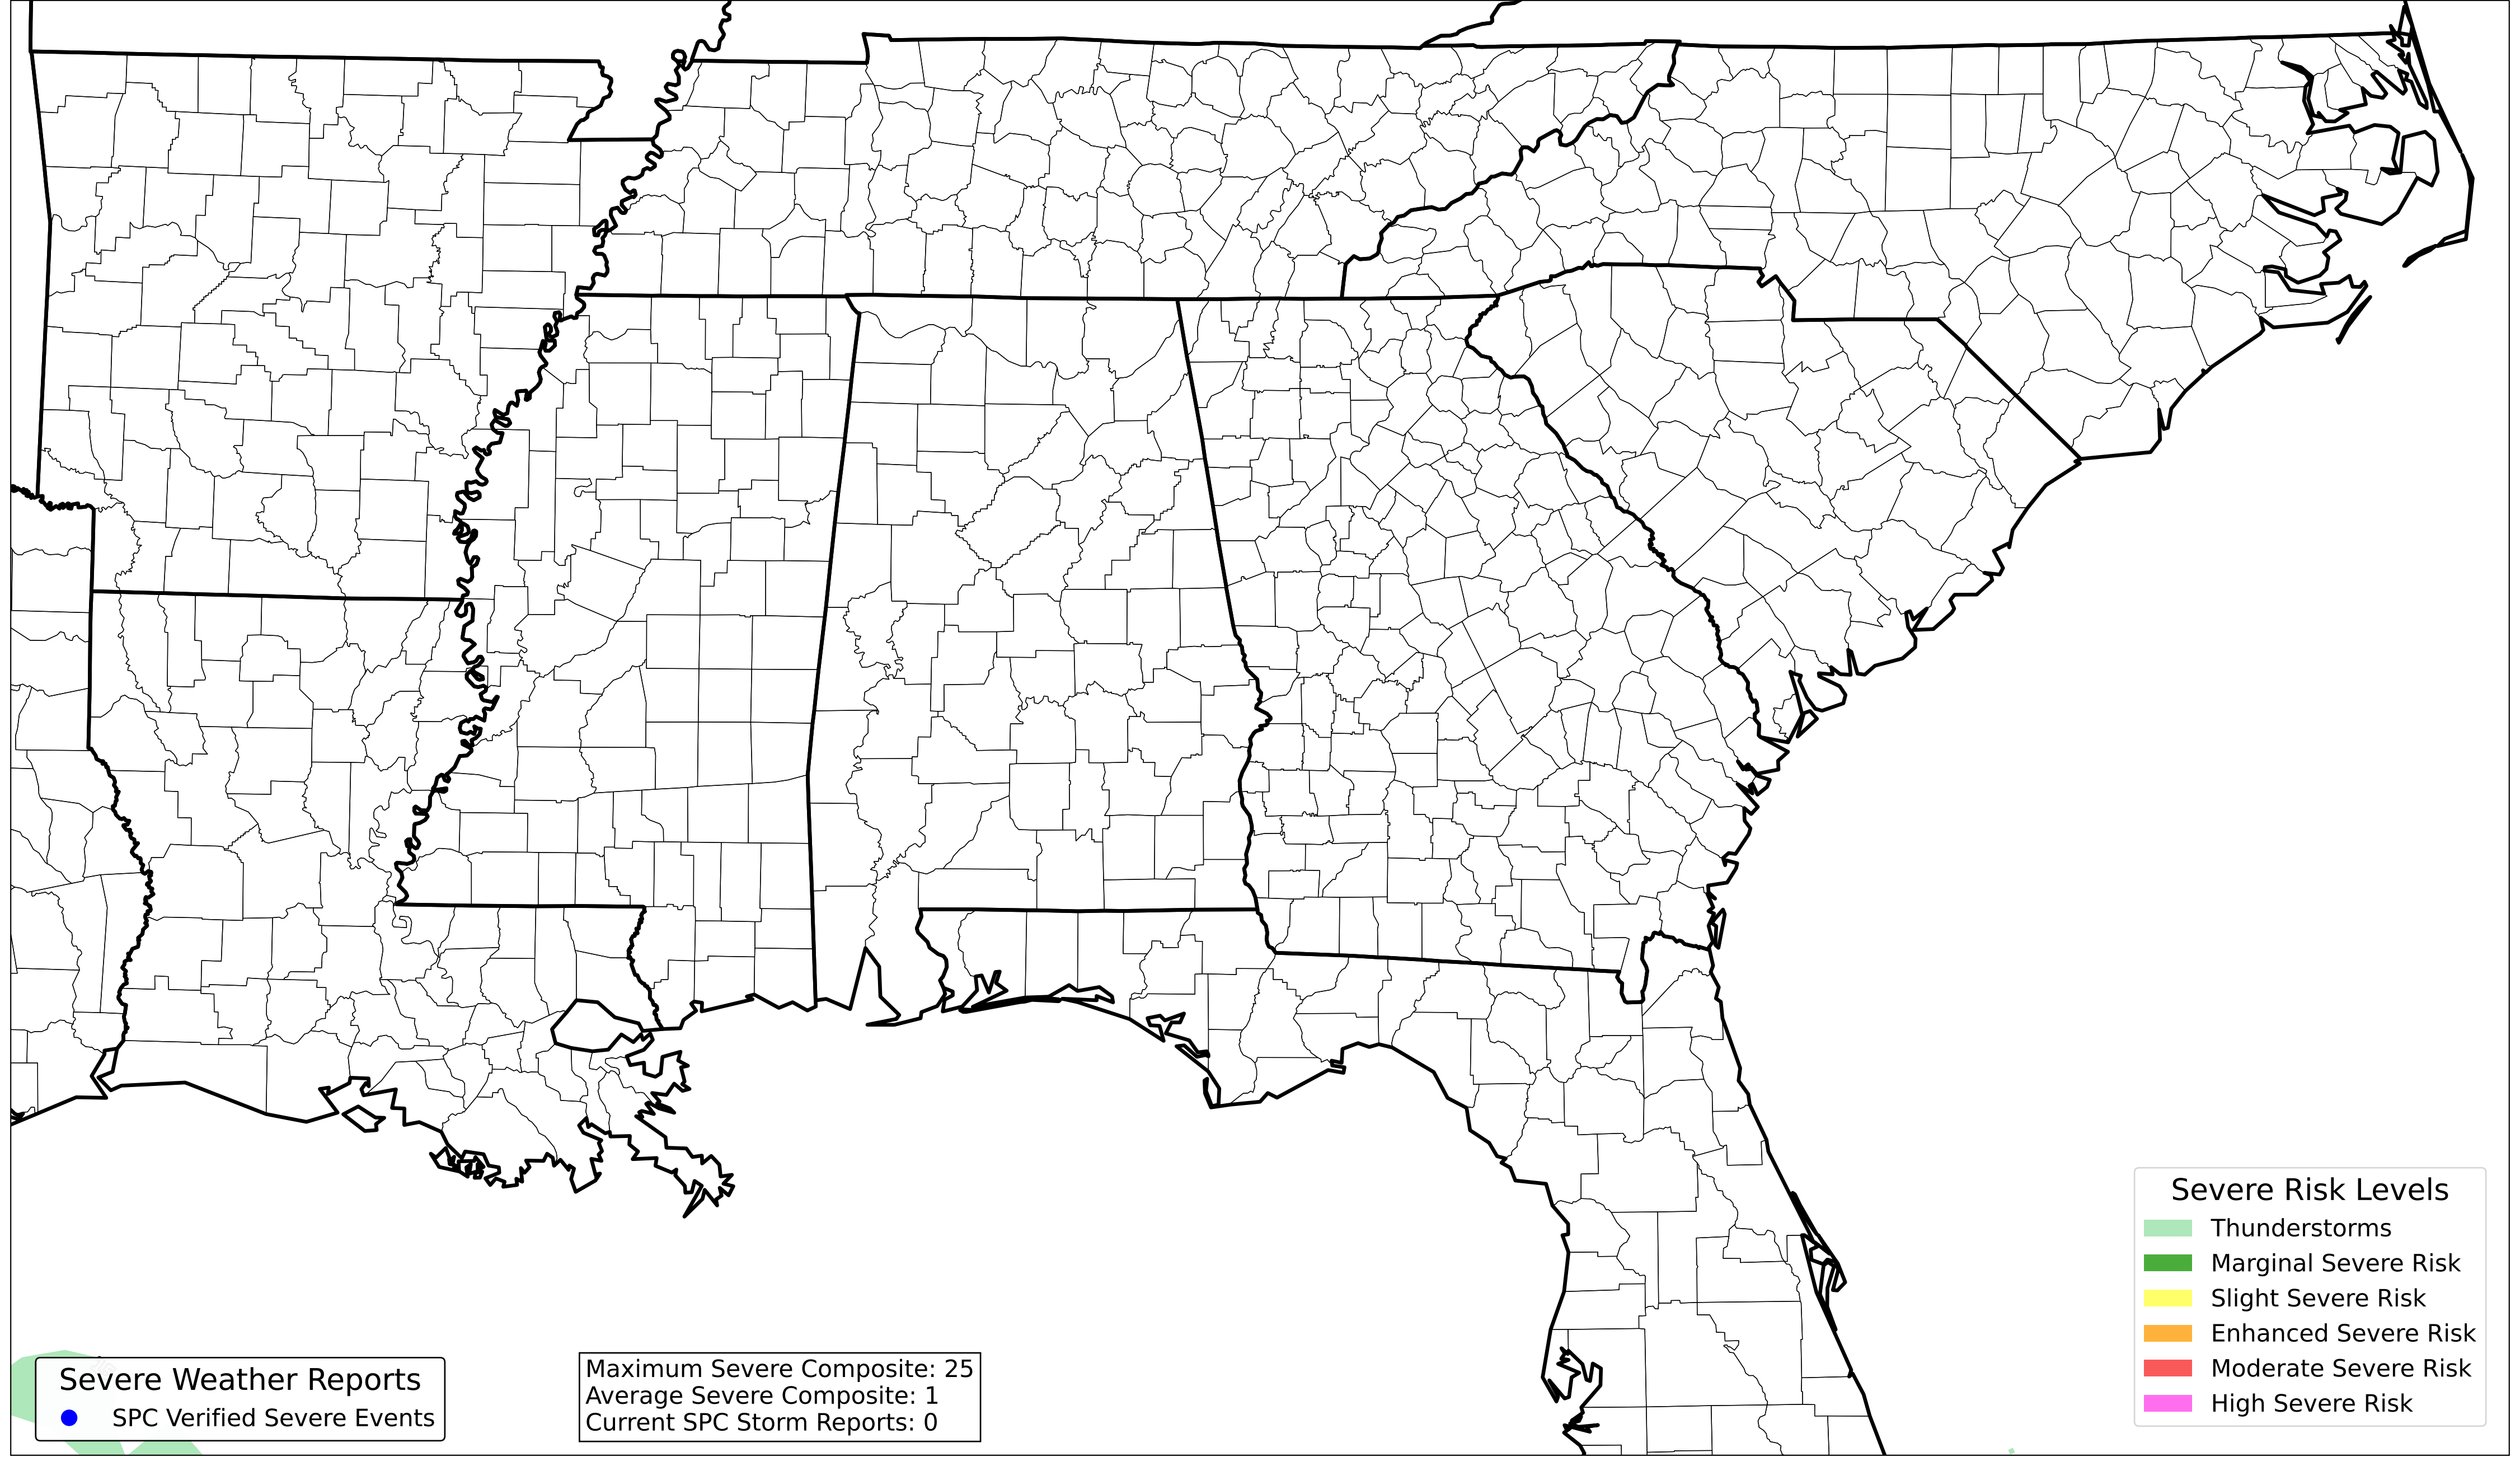 Severe Weather Reports
SPC Verified Severe Events
Maximum Severe Composite: 25
Average Severe Composite: 1
Current SPC Storm Reports: 0
Severe Risk Levels
Thunderstorms
Marginal Severe Risk
Slight Severe Risk
Enhanced Severe Risk
Moderate Severe Risk
High Severe Risk